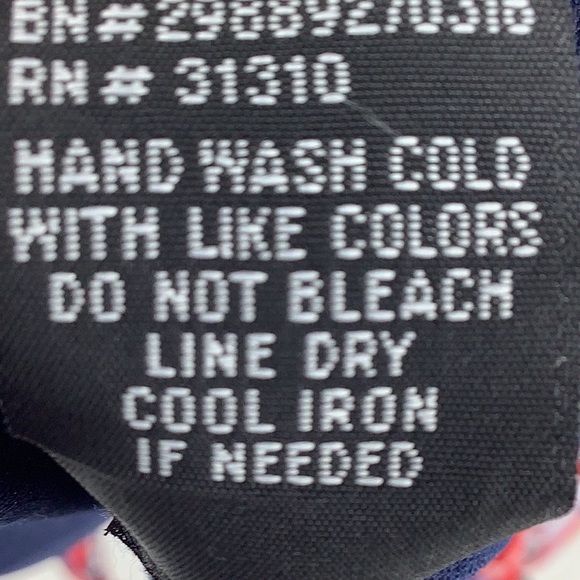 RN# 31310
HAND WASH COLD
WITH LIKE COLORS
DO NOT BLEACH
LINE DRY
COOL IRON
IF NEEDED